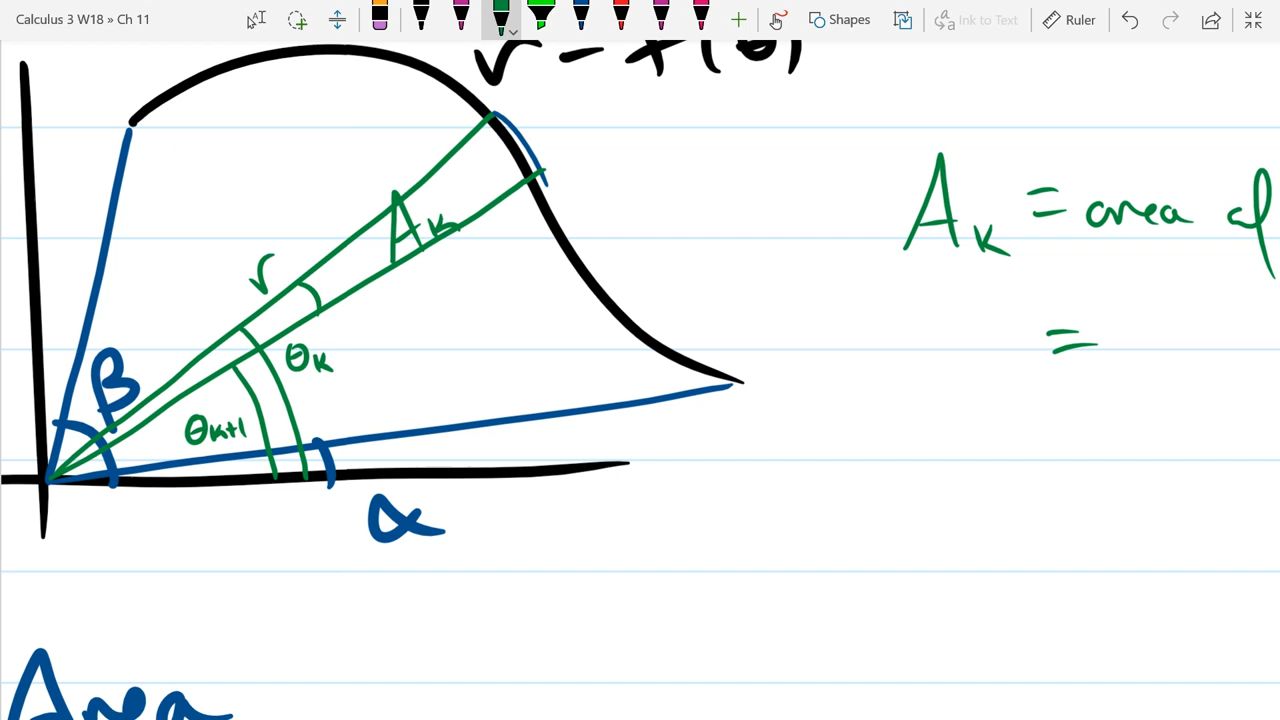 Calculus 3 W18 » Ch 11
Ink to Text
Shapes
Ruler
r = f(θ)
A_K
r
θ_K
β
θ_K+1
α
A_K = area of
=
Area